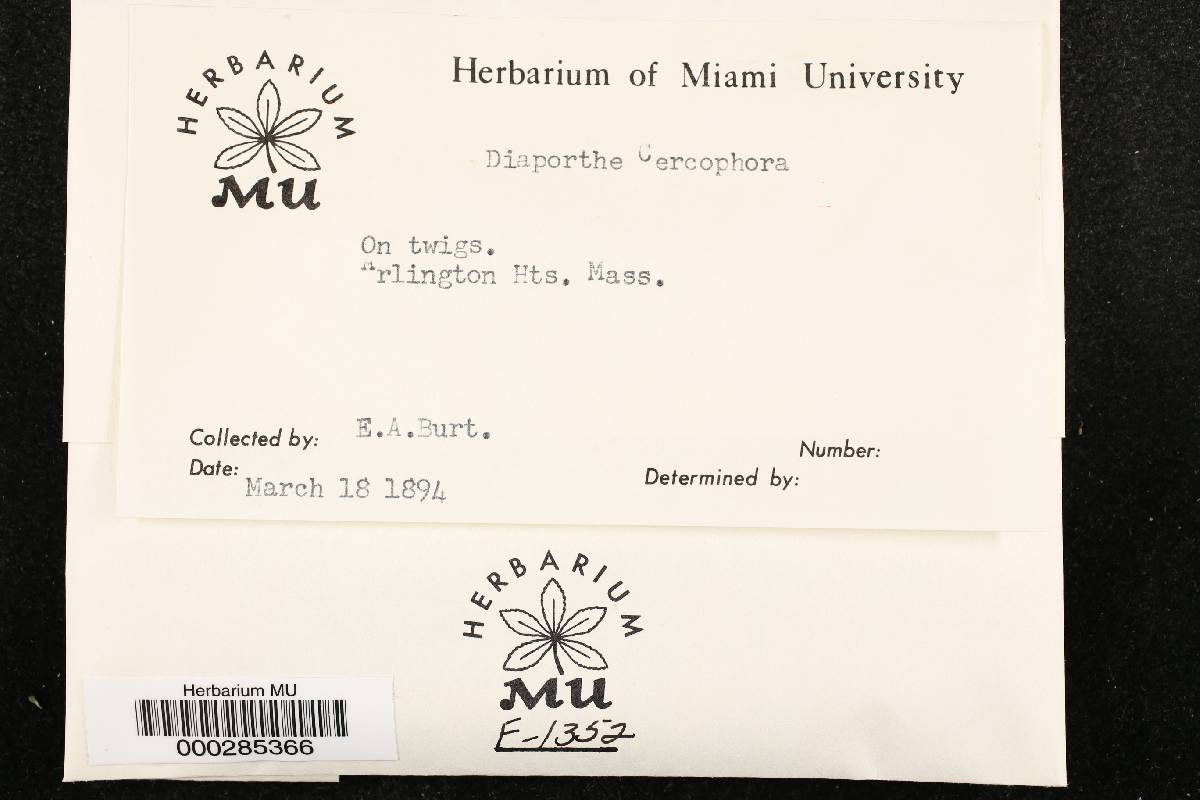 HERBARIUM
MU
Herbarium of Miami University
Diaporthe Cercophora
On twigs.
Arlington Hts. Mass.
Collected by: E.A.Burt.
Number:
Date: March 18 1894
Determined by:
HERBARIUM
MU
F-1352
Herbarium MU
000285366